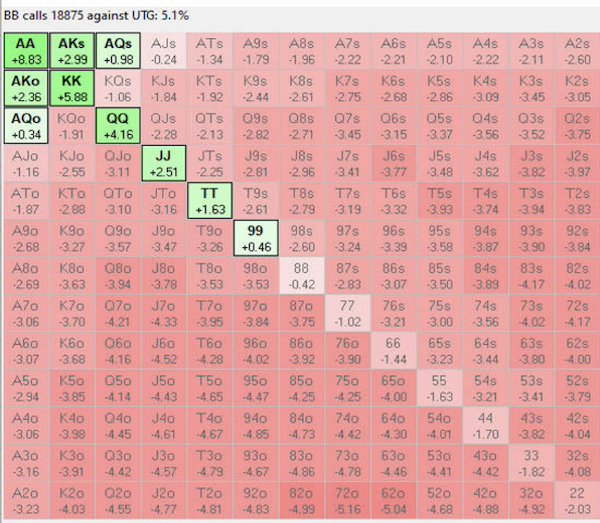 BB calls 18875 against UTG: 5.1%
AA AKs AQs AJs ATs A9s A8s A7s A6s A5s A4s A3s A2s
+8.83 +2.99 +0.98 -0.24 -1.34 -1.79 -1.96 -2.22 -2.21 -2.10 -2.22 -2.11 -2.60
AKo KK KQs KJs KTs K9s K8s K7s K6s K5s K4s K3s K2s
+2.36 +5.88 -1.06 -1.84 -1.92 -2.44 -2.61 -2.75 -2.68 -2.86 -3.09 -3.45 -3.05
AQo KQo QQ QJs QTs Q9s Q8s Q7s Q6s Q5s Q4s Q3s Q2s
+0.34 -1.91 +4.16 -2.28 -2.13 -2.82 -2.71 -3.45 -3.15 -3.37 -3.56 -3.52 -3.75
AJo KJo QJo JJ JTs J9s J8s J7s J6s J5s J4s J3s J2s
-1.16 -2.55 -3.11 +2.51 -2.25 -2.81 -2.96 -3.41 -3.77 -3.48 -3.62 -3.82 -3.97
ATo KTo QTo JTo TT T9s T8s T7s T6s T5s T4s T3s T2s
-1.87 -2.88 -3.10 -3.16 +1.63 -2.61 -2.79 -3.19 -3.32 -3.93 -3.74 -3.94 -3.83
A9o K9o Q9o J9o T9o 99 98s 97s 96s 95s 94s 93s 92s
-2.68 -3.27 -3.57 -3.47 -3.26 +0.46 -2.60 -3.24 -3.39 -3.58 -3.87 -3.90 -3.84
A8o K8o Q8o J8o T8o 98o 88 87s 86s 85s 84s 83s 82s
-2.69 -3.63 -3.94 -3.78 -3.53 -3.53 -0.42 -2.83 -3.07 -3.50 -3.89 -4.17 -4.02
A7o K7o Q7o J7o T7o 97o 87o 77 76s 75s 74s 73s 72s
-3.06 -3.70 -4.21 -4.33 -3.95 -3.84 -3.75 -1.02 -3.21 -3.00 -3.56 -4.02 -4.17
A6o K6o Q6o J6o T6o 96o 86o 76o 66 65s 64s 63s 62s
-3.07 -3.68 -4.16 -4.52 -4.28 -4.02 -3.92 -3.90 -1.44 -3.23 -3.44 -3.80 -4.00
A5o K5o Q5o J5o T5o 95o 85o 75o 65o 55 54s 53s 52s
-2.94 -3.85 -4.14 -4.43 -4.65 -4.47 -4.25 -4.25 -4.00 -1.63 -3.21 -3.41 -3.79
A4o K4o Q4o J4o T4o 94o 84o 74o 64o 54o 44 43s 42s
-3.06 -3.98 -4.45 -4.61 -4.67 -4.85 -4.73 -4.42 -4.30 -4.01 -1.70 -3.82 -4.04
A3o K3o Q3o J3o T3o 93o 83o 73o 63o 53o 43o 33 32s
-3.16 -3.91 -4.42 -4.57 -4.79 -4.67 -4.86 -4.78 -4.46 -4.41 -4.42 -1.82 -4.08
A2o K2o Q2o J2o T2o 92o 82o 72o 62o 52o 42o 32o 22
-3.23 -4.03 -4.55 -4.77 -4.81 -4.83 -4.99 -5.16 -5.04 -4.68 -4.88 -4.92 -2.03